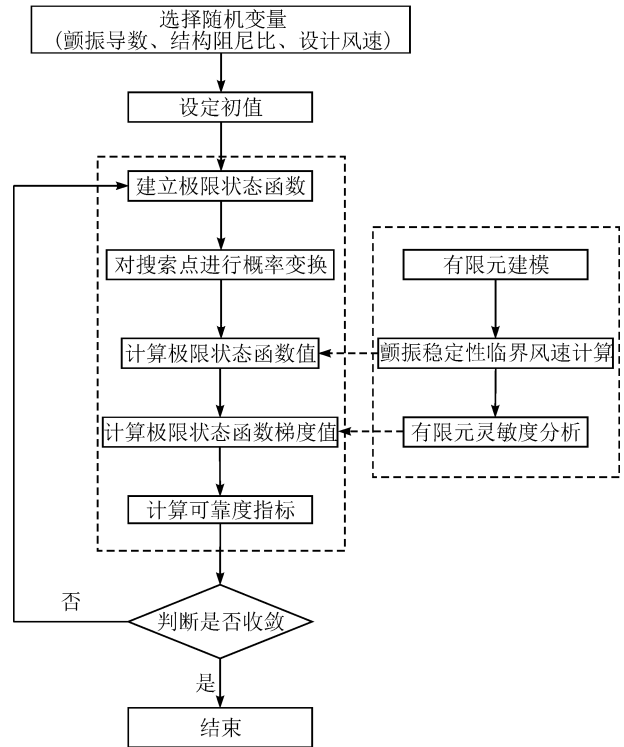 选择随机变量
（颤振导数、结构阻尼比、设计风速）
设定初值
建立极限状态函数
对搜索点进行概率变换
有限元建模
计算极限状态函数值
颤振稳定性临界风速计算
计算极限状态函数梯度值
有限元灵敏度分析
计算可靠度指标
否
判断是否收敛
是
结束